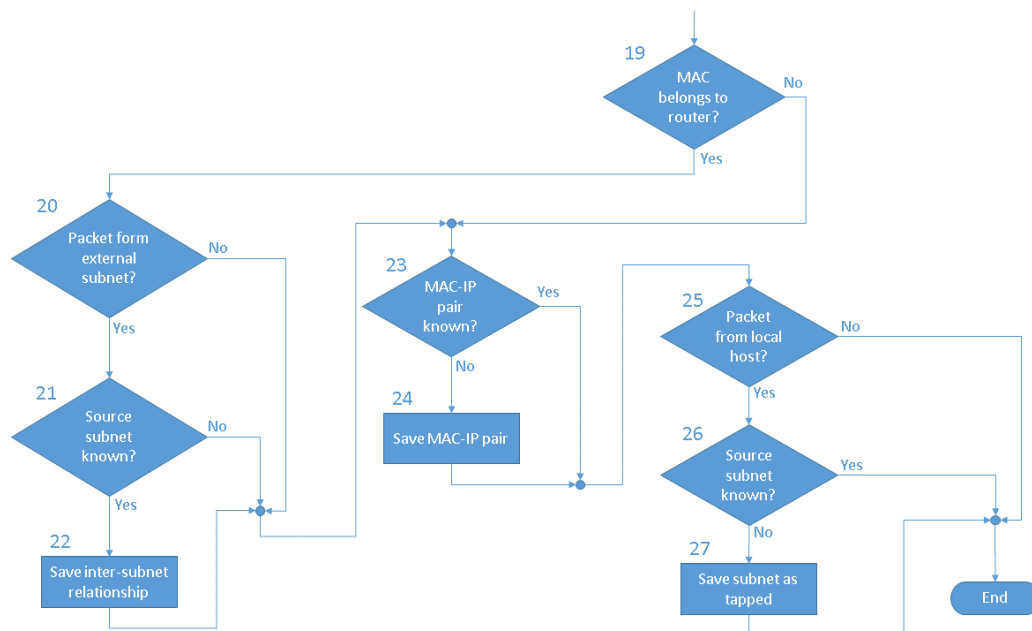 19
MAC
belongs to
router?
No
Yes
20
Packet form
external
subnet?
No
Yes
21
Source
subnet
known?
No
Yes
22
Save inter-subnet
relationship
23
MAC-IP
pair
known?
Yes
No
24
Save MAC-IP pair
25
Packet
from local
host?
No
Yes
26
Source
subnet
known?
Yes
No
27
Save subnet as
tapped
End